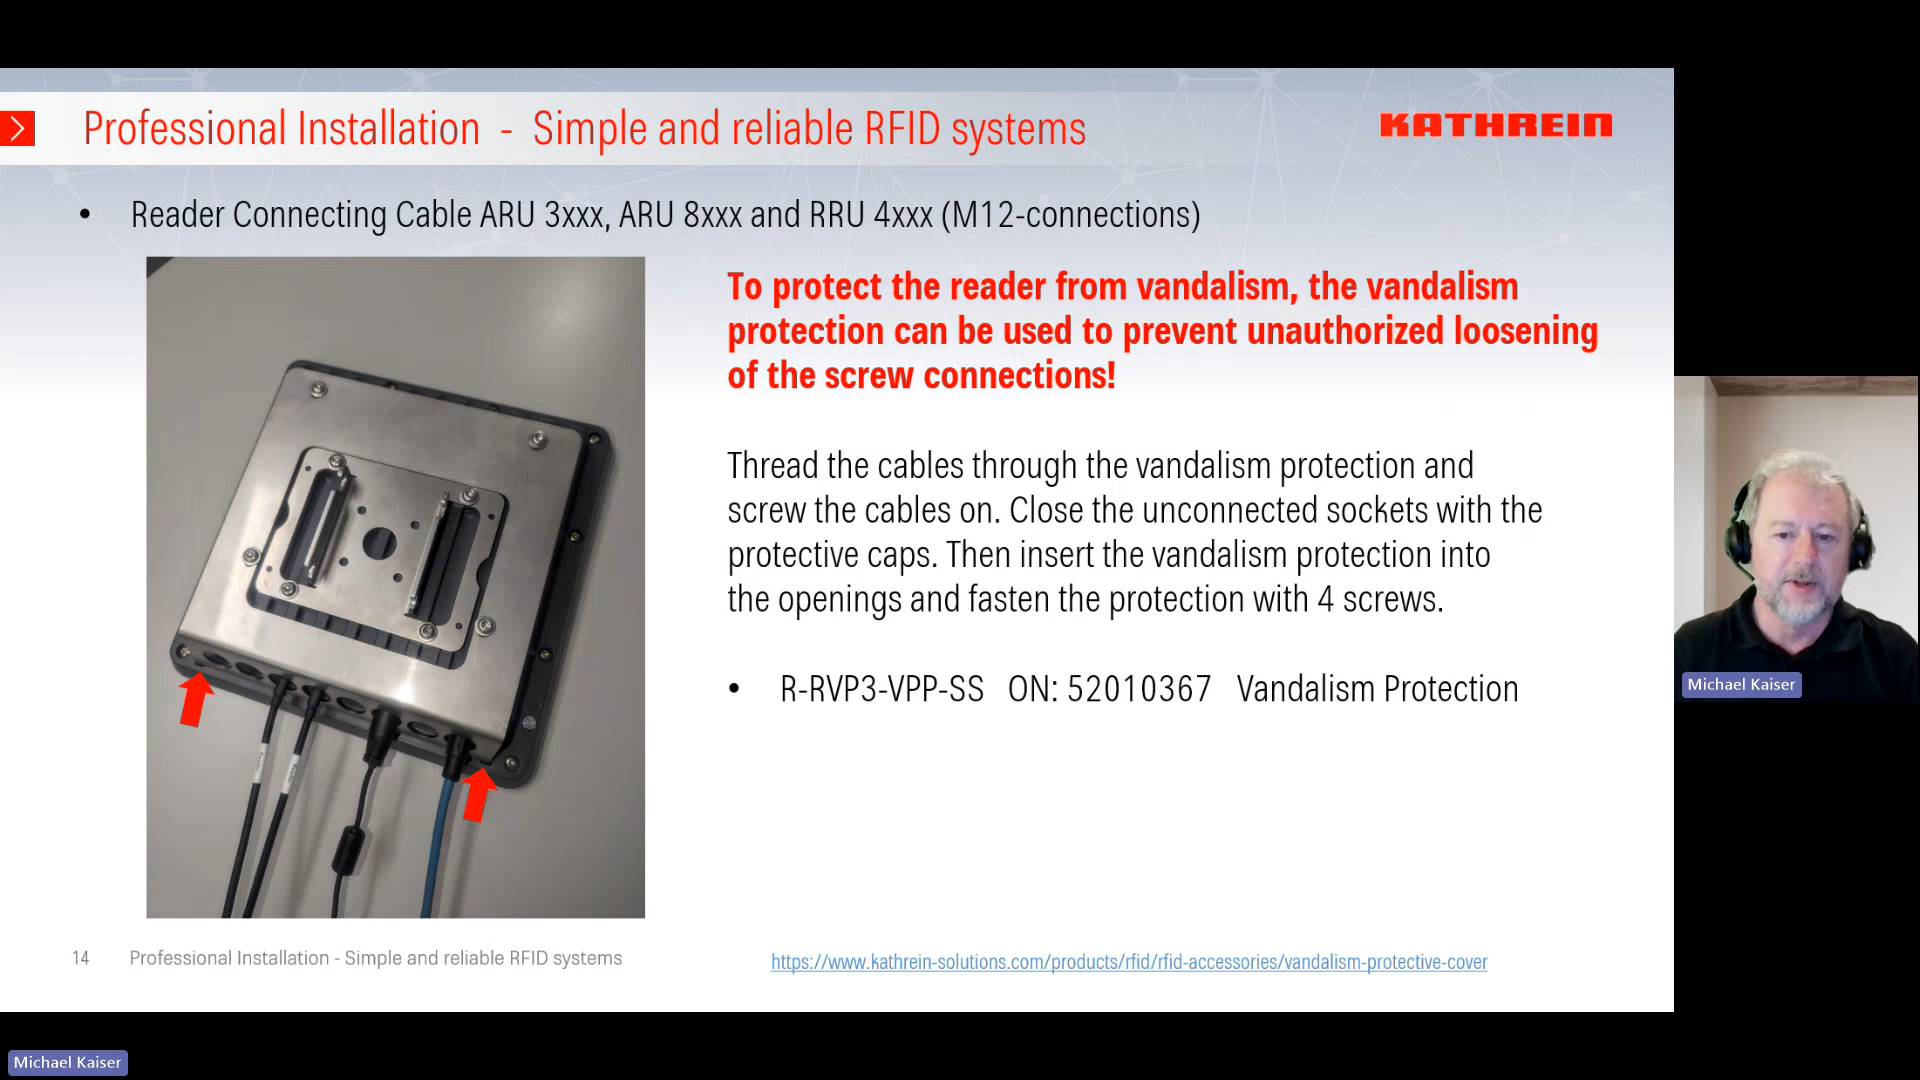 Professional Installation - Simple and reliable RFID systems
KATHREIN
• Reader Connecting Cable ARU 3xxx, ARU 8xxx and RRU 4xxx (M12-connections)
To protect the reader from vandalism, the vandalism
protection can be used to prevent unauthorized loosening
of the screw connections!
Thread the cables through the vandalism protection and
screw the cables on. Close the unconnected sockets with the
protective caps. Then insert the vandalism protection into
the openings and fasten the protection with 4 screws.
• R-RVP3-VPP-SS ON: 52010367 Vandalism Protection
14 Professional Installation - Simple and reliable RFID systems
https://www.kathrein-solutions.com/products/rfid/rfid-accessories/vandalism-protective-cover
Michael Kaiser
Michael Kaiser